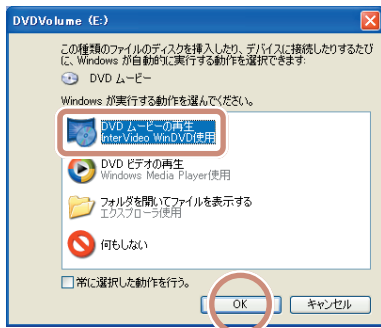 DVDVolume (E:)
この種類のファイルのディスクを挿入したり、デバイスに接続したりするたび
に、Windows が自動的に実行する動作を選択できます:
DVD ムービー
Windows が実行する動作を選んでください。
DVD ムービーの再生
InterVideo WinDVD使用
DVD ビデオの再生
Windows Media Player使用
フォルダを開いてファイルを表示する
エクスプローラ使用
何もしない
常に選択した動作を行う。
OK
キャンセル